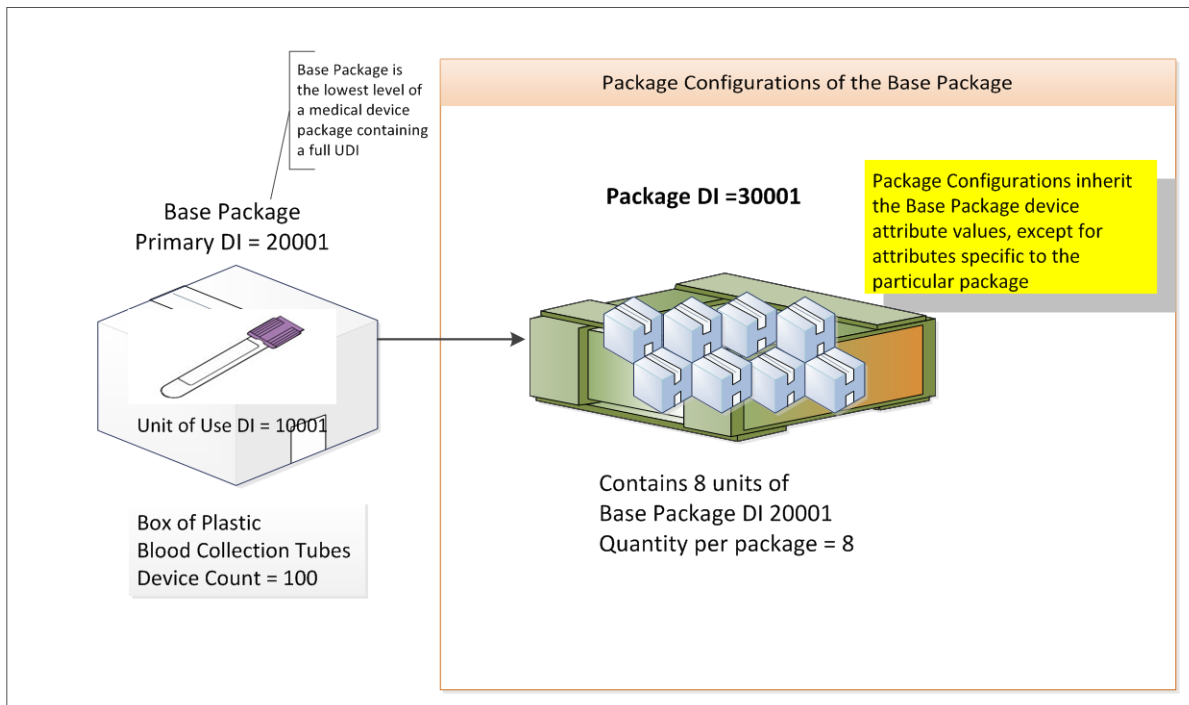 Base Package is
the lowest level of
a medical device
package containing
a full UDI
Base Package
Primary DI = 20001
Unit of Use DI = 10001
Box of Plastic
Blood Collection Tubes
Device Count = 100
Package Configurations of the Base Package
Package DI =30001
Package Configurations inherit
the Base Package device
attribute values, except for
attributes specific to the
particular package
Contains 8 units of
Base Package DI 20001
Quantity per package = 8